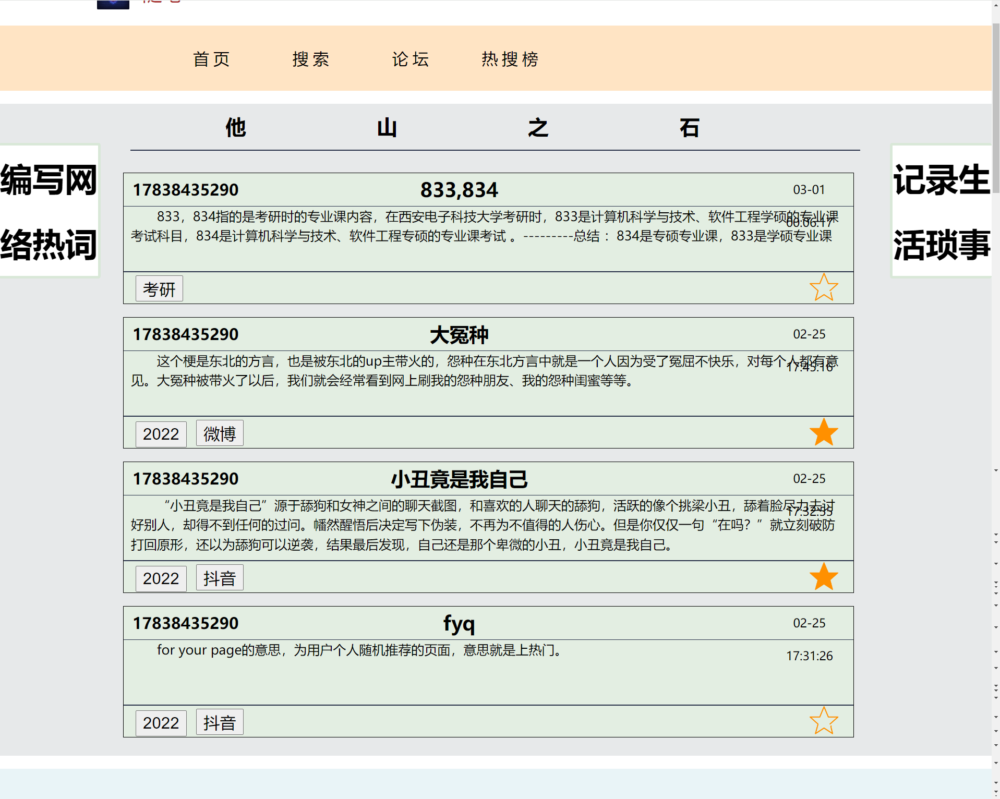 首页 搜索 论坛 热搜榜
他 山 之 石
编写网
络热词
记录生
活琐事
17838435290 833,834 03-01
00:06:17
833，834指的是考研时的专业课内容，在西安电子科技大学考研时，833是计算机科学与技术、软件工程学硕的专业课
考试科目，834是计算机科学与技术、软件工程专硕的专业课考试 。---------总结 ：834是专硕专业课，833是学硕专业课
考研
17838435290 大冤种 02-25
17:45:16
这个梗是东北的方言，也是被东北的up主带火的，怨种在东北方言中就是一个人因为受了冤屈不快乐，对每个人都有意
见。大冤种被带火了以后，我们就会经常看到网上刷我的怨种朋友、我的怨种闺蜜等等。
2022 微博
17838435290 小丑竟是我自己 02-25
17:32:55
“小丑竟是我自己”源于舔狗和女神之间的聊天截图，和喜欢的人聊天的舔狗，活跃的像个挑梁小丑，舔着脸尽力去讨
好别人，却得不到任何的过问。幡然醒悟后决定写下伪装，不再为不值得的人伤心。但是你仅仅一句“在吗？”就立刻破防
打回原形，还以为舔狗可以逆袭，结果最后发现，自己还是那个卑微的小丑，小丑竟是我自己。
2022 抖音
17838435290 fyq 02-25
17:31:26
for your page的意思，为用户个人随机推荐的页面，意思就是上热门。
2022 抖音